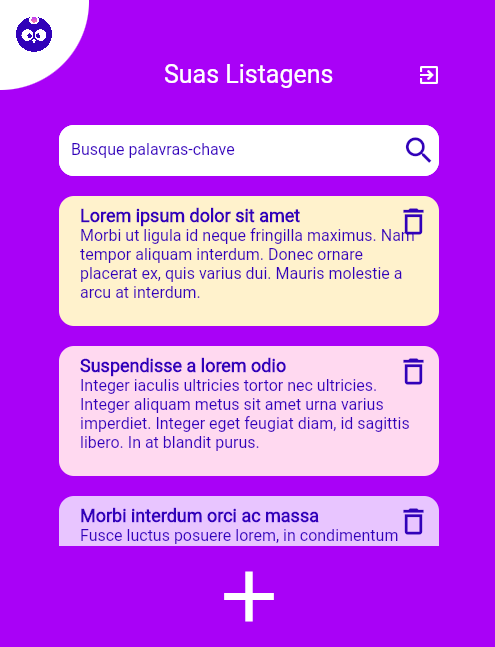 Suas Listagens
Busque palavras-chave
Lorem ipsum dolor sit amet
Morbi ut ligula id neque fringilla maximus. Nam
tempor aliquam interdum. Donec ornare
placerat ex, quis varius dui. Mauris molestie a
arcu at interdum.
Suspendisse a lorem odio
Integer iaculis ultricies tortor nec ultricies.
Integer aliquam metus sit amet urna varius
imperdiet. Integer eget feugiat diam, id sagittis
libero. In at blandit purus.
Morbi interdum orci ac massa
Fusce luctus posuere lorem, in condimentum